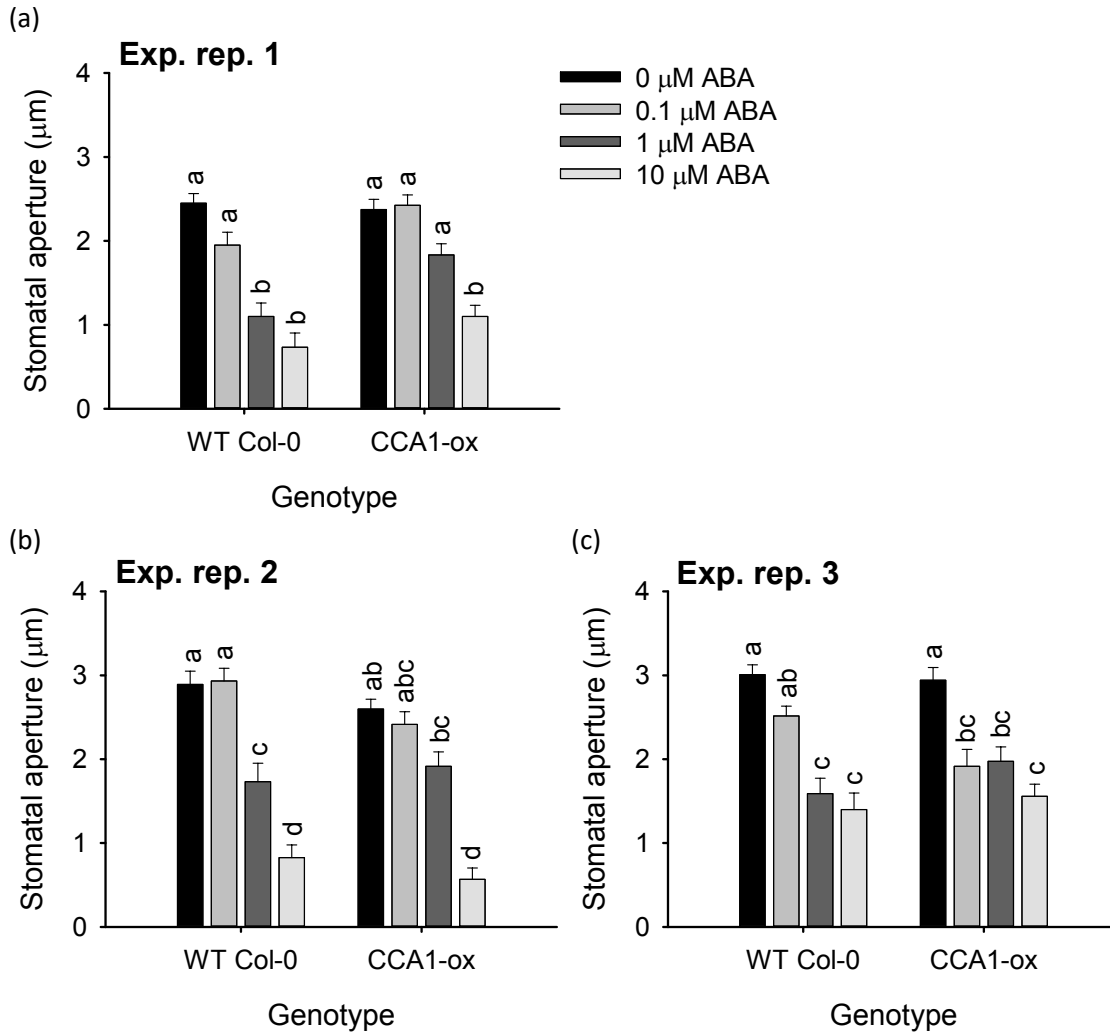 (a)
Exp. rep. 1
Stomatal aperture (μm)
4
3
2
1
0
a
a
b
b
a
a
a
b
WT Col-0
CCA1-ox
Genotype
0 μM ABA
0.1 μM ABA
1 μM ABA
10 μM ABA
(b)
Exp. rep. 2
Stomatal aperture (μm)
4
3
2
1
0
a
a
c
d
ab
abc
bc
d
WT Col-0
CCA1-ox
Genotype
(c)
Exp. rep. 3
Stomatal aperture (μm)
4
3
2
1
0
a
ab
c
c
a
bc
bc
c
WT Col-0
CCA1-ox
Genotype